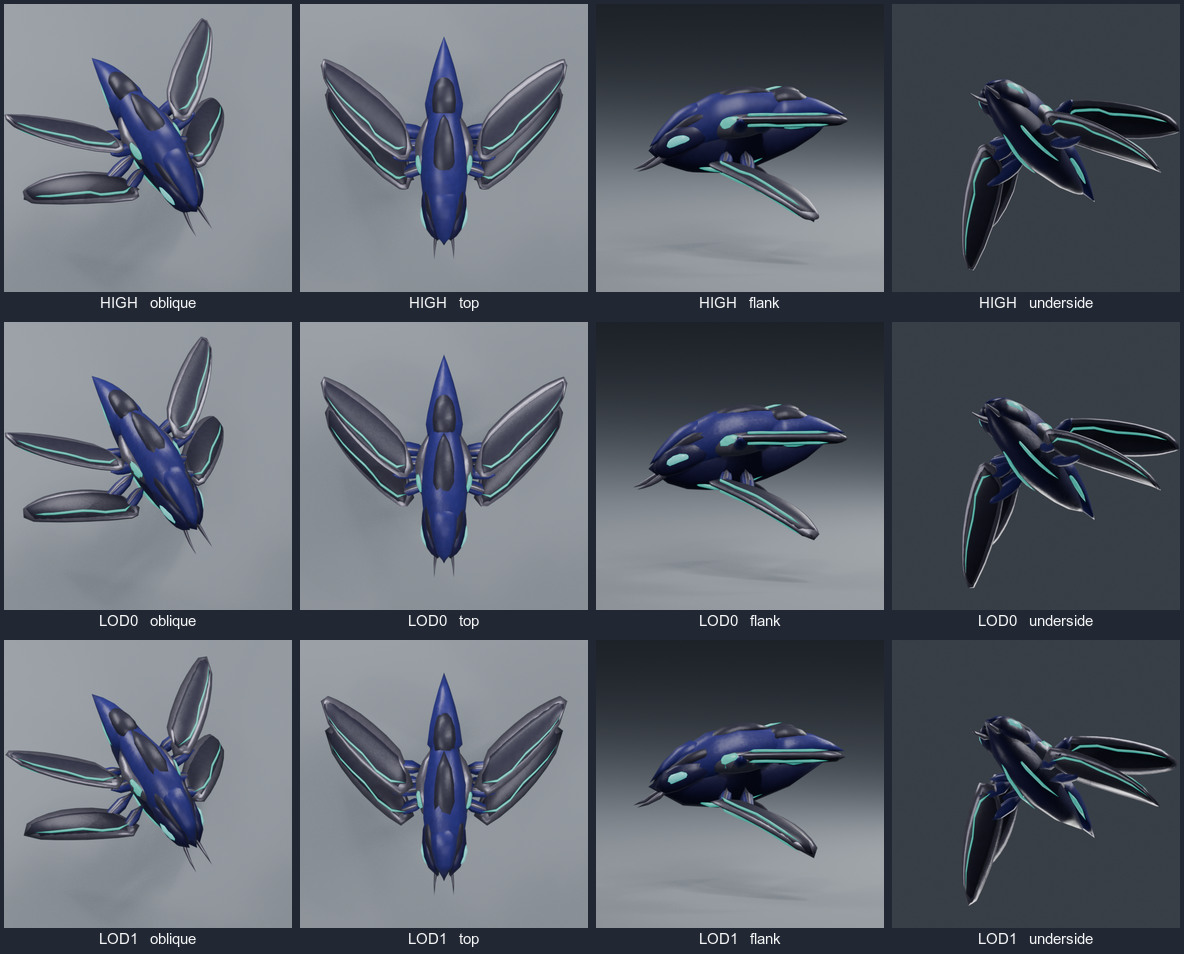 HIGH oblique
HIGH top
HIGH flank
HIGH underside
LOD0 oblique
LOD0 top
LOD0 flank
LOD0 underside
LOD1 oblique
LOD1 top
LOD1 flank
LOD1 underside